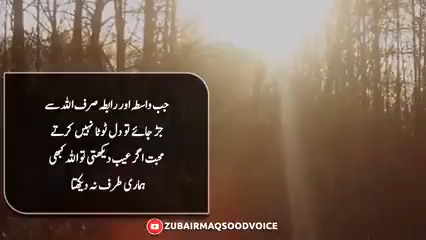 جب واسطہ اور رابطہ صرف اللہ سے
جڑ جائے تو دل ٹوٹا نہیں کرتے
محبت اگر عیب دیکھتی تو اللہ کبھی
ہماری طرف نہ دیکھتا
ZUBAIRMAQSOODVOICE